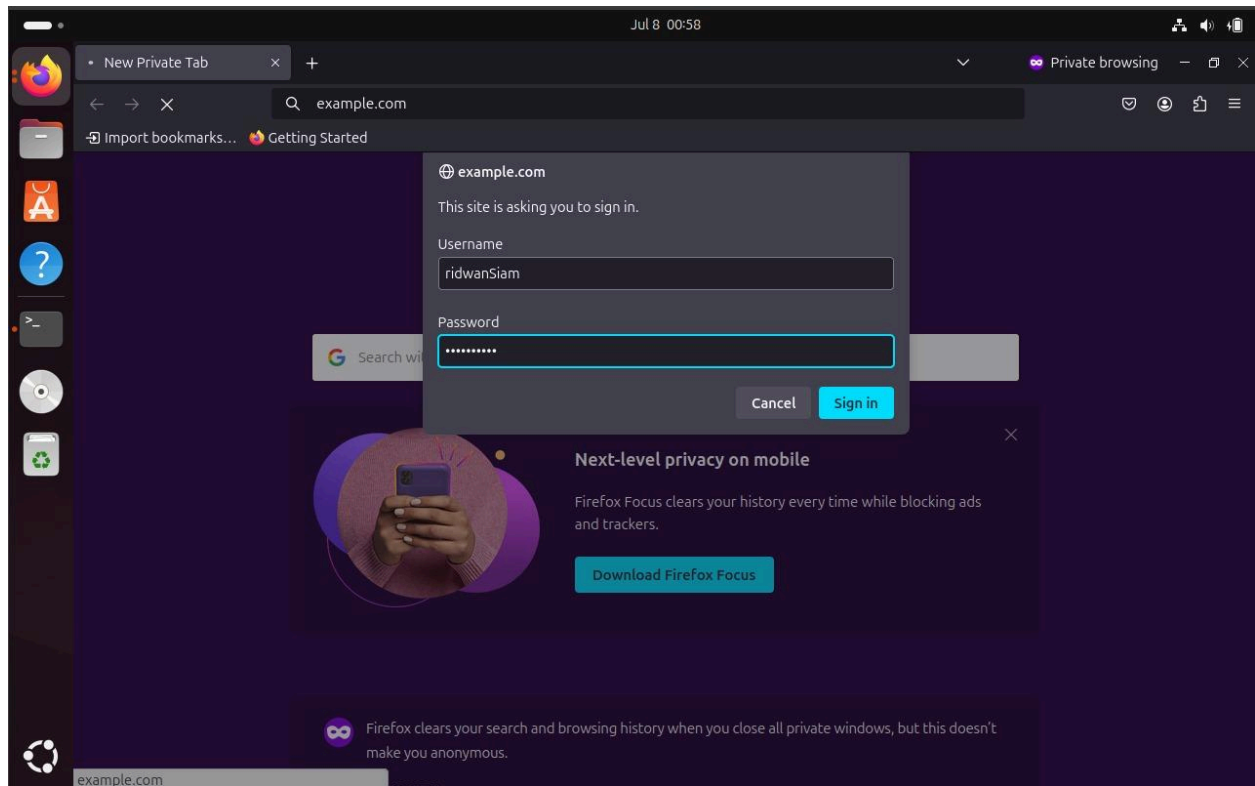 Jul 8 00:58
New Private Tab
Private browsing
example.com
Import bookmarks...
Getting Started
example.com
This site is asking you to sign in.
Username
ridwanSiam
Password
••••••••••
Cancel
Sign in
Search wi
Next-level privacy on mobile
Firefox Focus clears your history every time while blocking ads
and trackers.
Download Firefox Focus
Firefox clears your search and browsing history when you close all private windows, but this doesn't
make you anonymous.
example.com